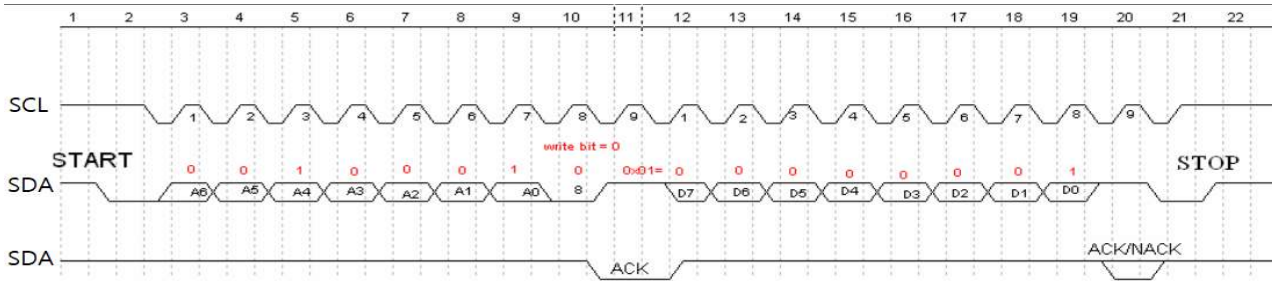 1 2 3 4 5 6 7 8 9 10 11 12 13 14 15 16 17 18 19 20 21 22
SCL 1 2 3 4 5 6 7 8 9 1 2 3 4 5 6 7 8 9
write bit = 0
START 0 0 1 0 0 0 1 0 0x01= 0 0 0 0 0 0 0 1 STOP
SDA A6 A5 A4 A3 A2 A1 A0 8 D7 D6 D5 D4 D3 D2 D1 D0
ACK/NACK
SDA ACK